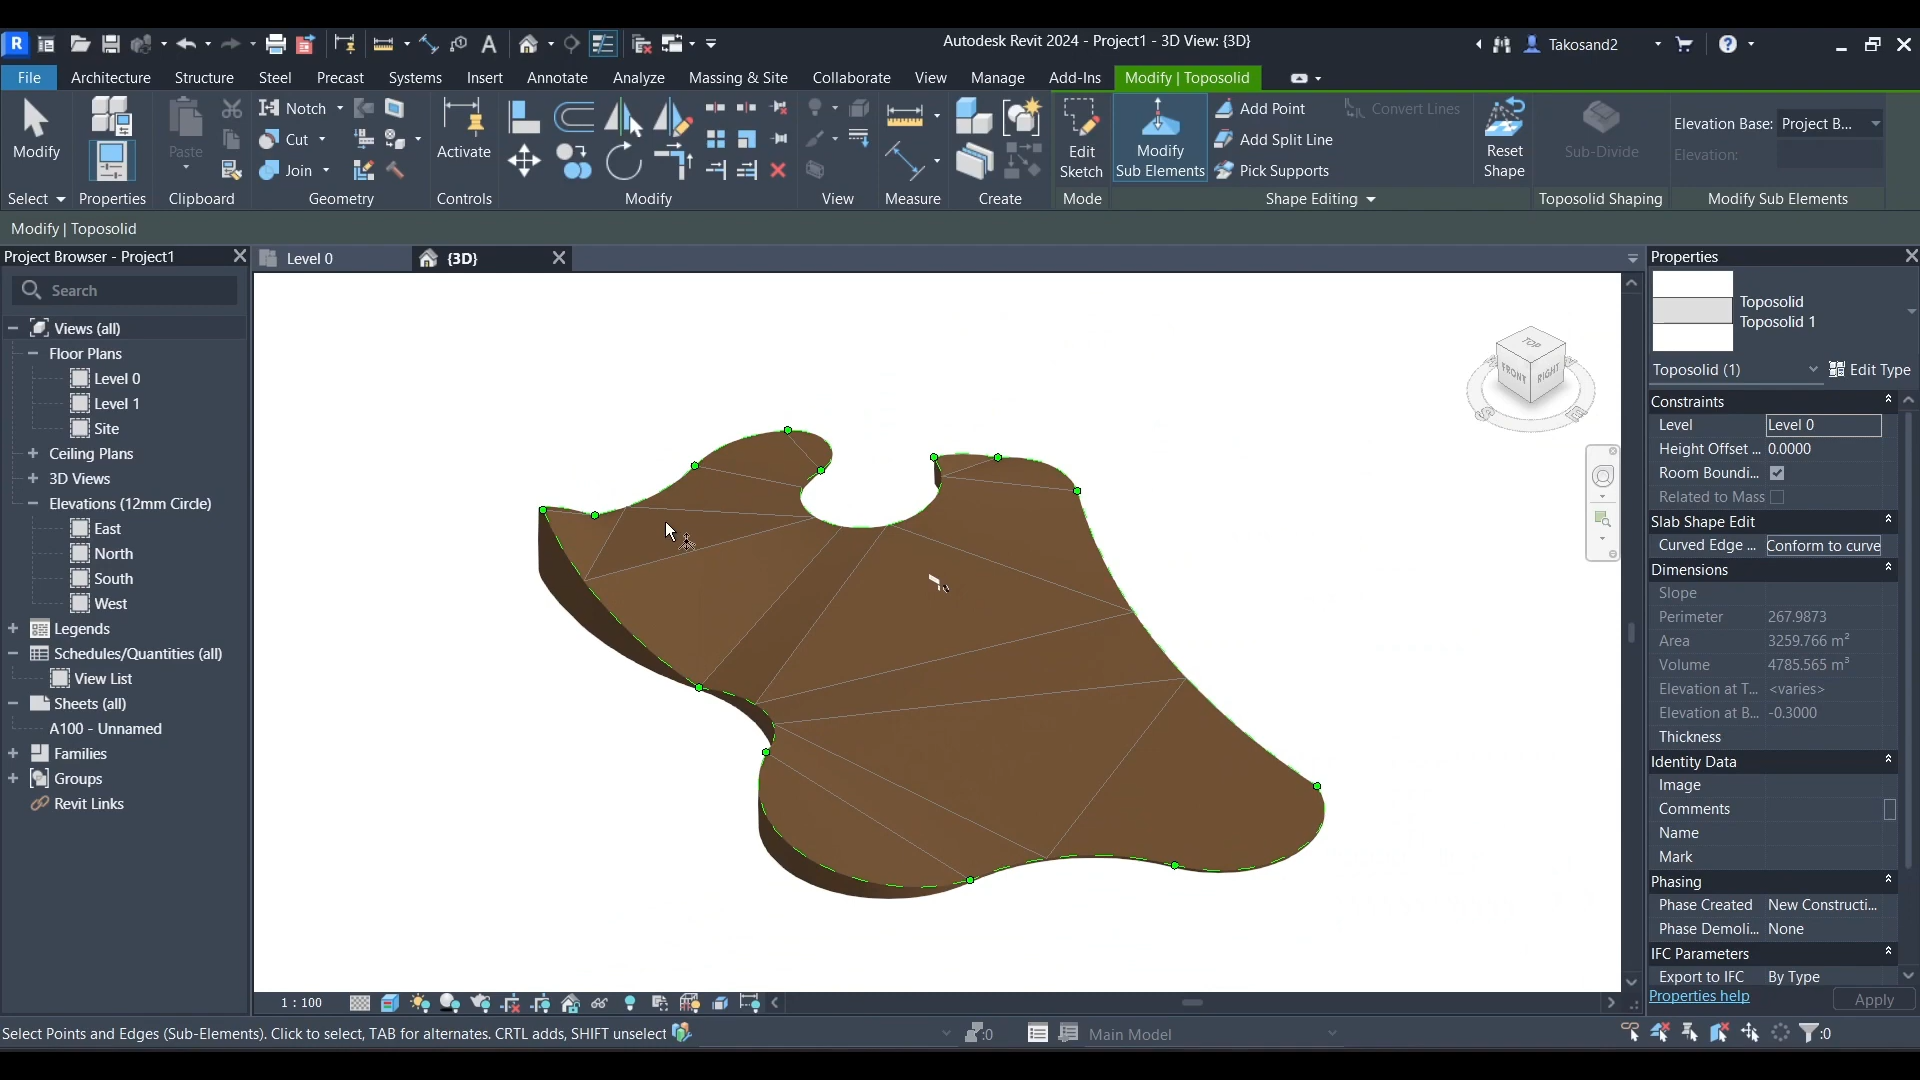 R
Autodesk Revit 2024 - Project1 - 3D View: {3D}
Takosand2
File Architecture Structure Steel Precast Systems Insert Annotate Analyze Massing & Site Collaborate View Manage Add-Ins Modify | Toposolid
Modify
Paste
Notch
Cut
Join
Activate
Edit Sketch
Modify Sub Elements
Add Point
Add Split Line
Pick Supports
Convert Lines
Reset Shape
Sub-Divide
Elevation Base: Project B...
Elevation:
Select Properties Clipboard Geometry Controls Modify View Measure Create Mode Shape Editing Toposolid Shaping Modify Sub Elements
Modify | Toposolid
Project Browser - Project1
Level 0
{3D}
Properties
Search
Views (all)
Floor Plans
Level 0
Level 1
Site
Ceiling Plans
3D Views
Elevations (12mm Circle)
East
North
South
West
Legends
Schedules/Quantities (all)
View List
Sheets (all)
A100 - Unnamed
Families
Groups
Revit Links
TOP
FRONT
RIGHT
Toposolid
Toposolid 1
Toposolid (1)
Edit Type
Constraints
Level Level 0
Height Offset ... 0.0000
Room Boundi...
Related to Mass
Slab Shape Edit
Curved Edge ... Conform to curve
Dimensions
Slope
Perimeter 267.9873
Area 3259.766 m²
Volume 4785.565 m³
Elevation at T... <varies>
Elevation at B... -0.3000
Thickness
Identity Data
Image
Comments
Name
Mark
Phasing
Phase Created New Constructi...
Phase Demoli... None
IFC Parameters
Export to IFC By Type
Properties help
Apply
1 : 100
Select Points and Edges (Sub-Elements). Click to select, TAB for alternates. CRTL adds, SHIFT unselect
:0
Main Model
:0